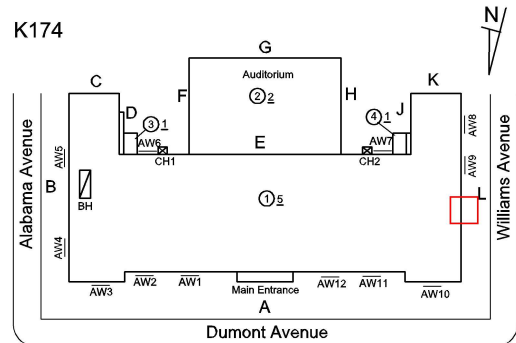 K174
N
G
C
K
Auditorium
D
F
② 2
H
J
③ 1
④ 1
AW8
AW6
AW7
E
AW5
CH1
CH2
AW9
Alabama Avenue
B
BH
① 5
L
Williams Avenue
AW4
AW3
AW2
AW1
Main Entrance
AW12
AW11
AW10
A
Dumont Avenue